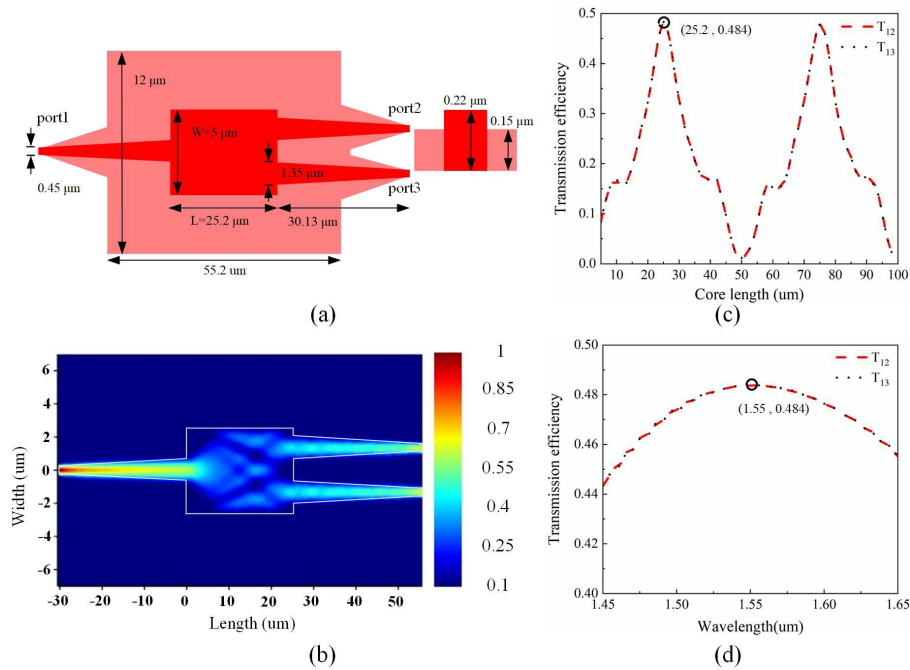 12 μm
port1
0.45 μm
W=5 μm
port2
0.22 μm
0.15 μm
1.35 μm
port3
L=25.2 μm
30.13 μm
55.2 um
(a)
Transmission efficiency
0.5
0.4
0.3
0.2
0.1
0.0
(25.2 , 0.484)
T12
T13
10 20 30 40 50 60 70 80 90 100
Core length (um)
(c)
Width (um)
6
4
2
0
-2
-4
-6
-30 -20 -10 0 10 20 30 40 50
Length (um)
1
0.85
0.7
0.55
0.4
0.25
0.1
(b)
Transmission efficiency
0.50
0.48
0.46
0.44
0.42
0.40
T12
T13
(1.55 , 0.484)
1.45 1.50 1.55 1.60 1.65
Wavelength(um)
(d)